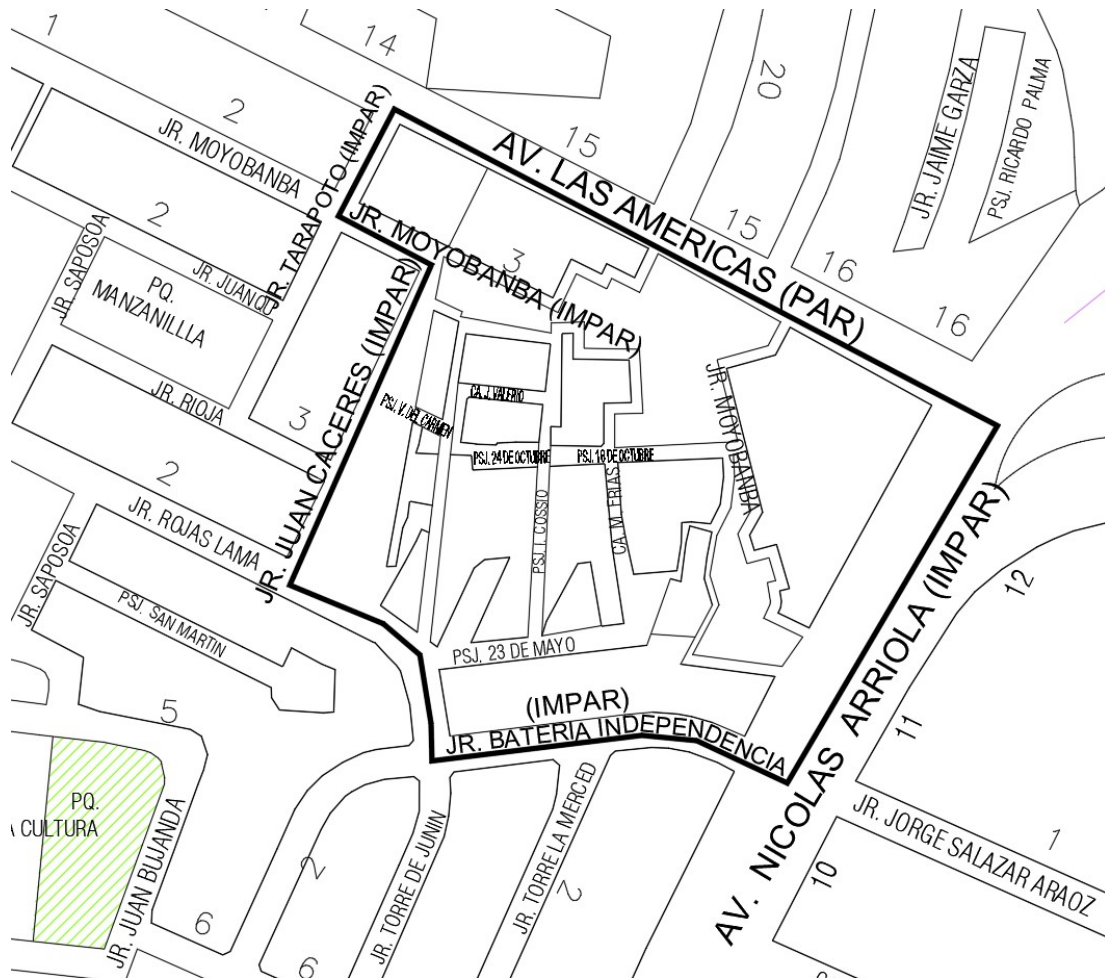 1
14
2
JR. MOYOBANBA
JR. TARAPOTO (IMPAR)
15
AV. LAS AMERICAS (PAR)
20
JR. JAIME GARZA
PSJ. RICARDO PALMA
15
16
16
2
JR. SAPOSOA
PQ.
MANZANILLLA
JR. JUANQU
JR. MOYOBANBA (IMPAR)
3
JR. RIOJA
3
JR. JUAN CACERES (IMPAR)
PSJ. V. DEL CARMEN
CA. J. VALERIO
PSJ. 24 DE OCTUBRE
PSJ. 18 DE OCTUBRE
JR. MOYOBANBA
PSJ. I. COSSIO
CA. M. FRIAS
2
JR. ROJAS LAMA
JR. SAPOSOA
PSJ. SAN MARTIN
PSJ. 23 DE MAYO
(IMPAR)
JR. BATERIA INDEPENDENCIA
AV. NICOLAS ARRIOLA (IMPAR)
12
11
5
PQ.
A CULTURA
JR. JUAN BUJANDA
6
2
6
JR. TORRE DE JUNIN
JR. TORRE LA MERCED
2
10
JR. JORGE SALAZAR ARAOZ
1